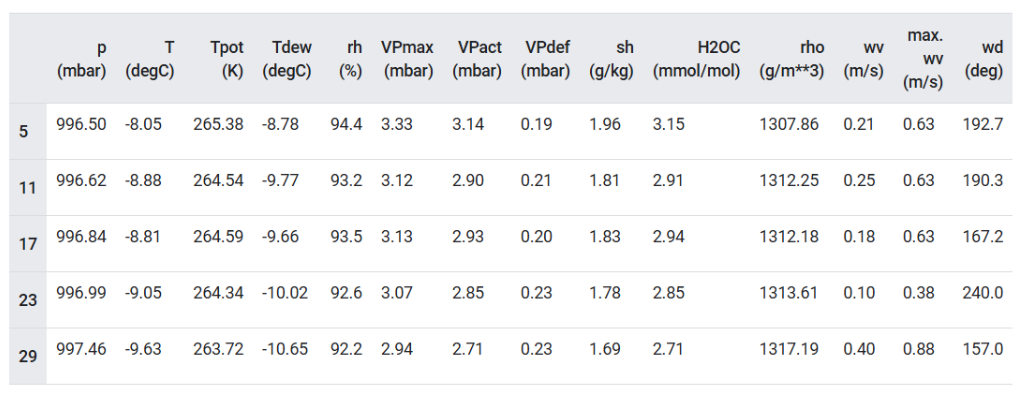 p (mbar) T (degC) Tpot (K) Tdew (degC) rh (%) VPmax (mbar) VPact (mbar) VPdef (mbar) sh (g/kg) H2OC (mmol/mol) rho (g/m**3) wv (m/s) max. wv (m/s) wd (deg)
5 996.50 -8.05 265.38 -8.78 94.4 3.33 3.14 0.19 1.96 3.15 1307.86 0.21 0.63 192.7
11 996.62 -8.88 264.54 -9.77 93.2 3.12 2.90 0.21 1.81 2.91 1312.25 0.25 0.63 190.3
17 996.84 -8.81 264.59 -9.66 93.5 3.13 2.93 0.20 1.83 2.94 1312.18 0.18 0.63 167.2
23 996.99 -9.05 264.34 -10.02 92.6 3.07 2.85 0.23 1.78 2.85 1313.61 0.10 0.38 240.0
29 997.46 -9.63 263.72 -10.65 92.2 2.94 2.71 0.23 1.69 2.71 1317.19 0.40 0.88 157.0